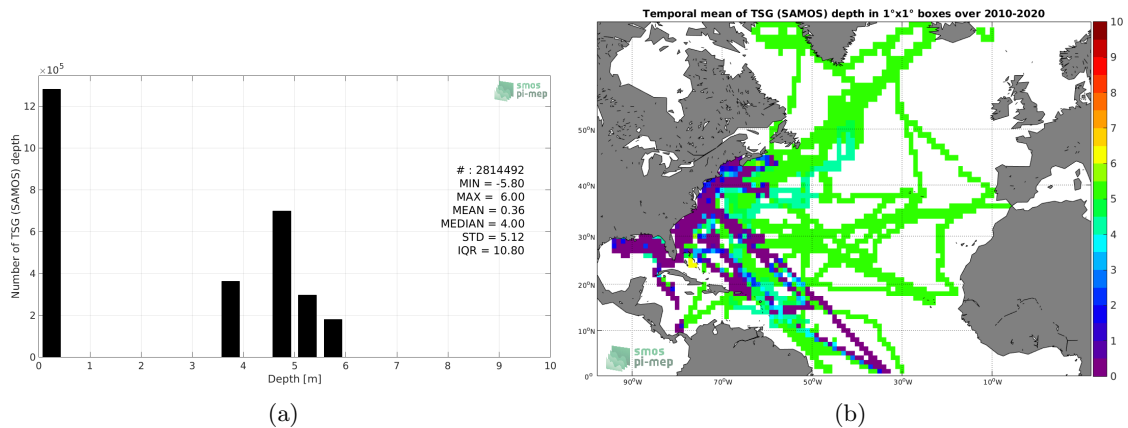 ×10⁵
12
10
8
6
4
2
0
Number of TSG (SAMOS) depth
smos
pi-mep
# : 2814492
MIN = -5.80
MAX = 6.00
MEAN = 0.36
MEDIAN = 4.00
STD = 5.12
IQR = 10.80
0 1 2 3 4 5 6 7 8 9 10
Depth [m]
(a)
Temporal mean of TSG (SAMOS) depth in 1°x1° boxes over 2010-2020
50°N
40°N
30°N
20°N
10°N
0°
90°W 70°W 50°W 30°W 10°W
smos
pi-mep
10
9
8
7
6
5
4
3
2
1
0
(b)